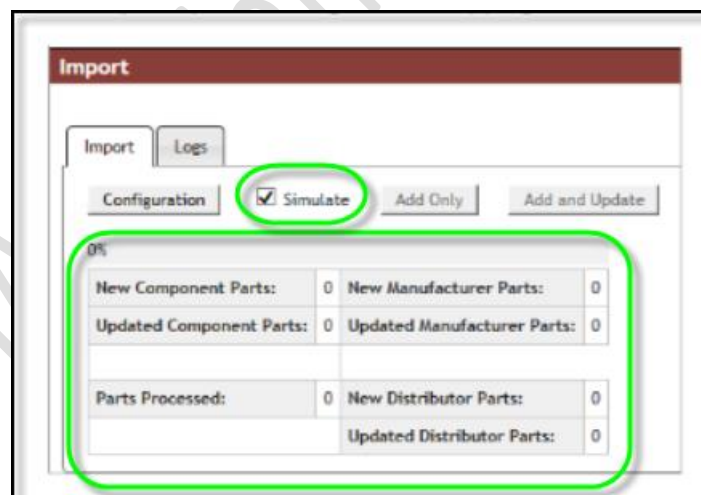 Import
Import Logs
Configuration Simulate Add Only Add and Update
0%
New Component Parts: 0 New Manufacturer Parts: 0
Updated Component Parts: 0 Updated Manufacturer Parts: 0
Parts Processed: 0 New Distributor Parts: 0
Updated Distributor Parts: 0